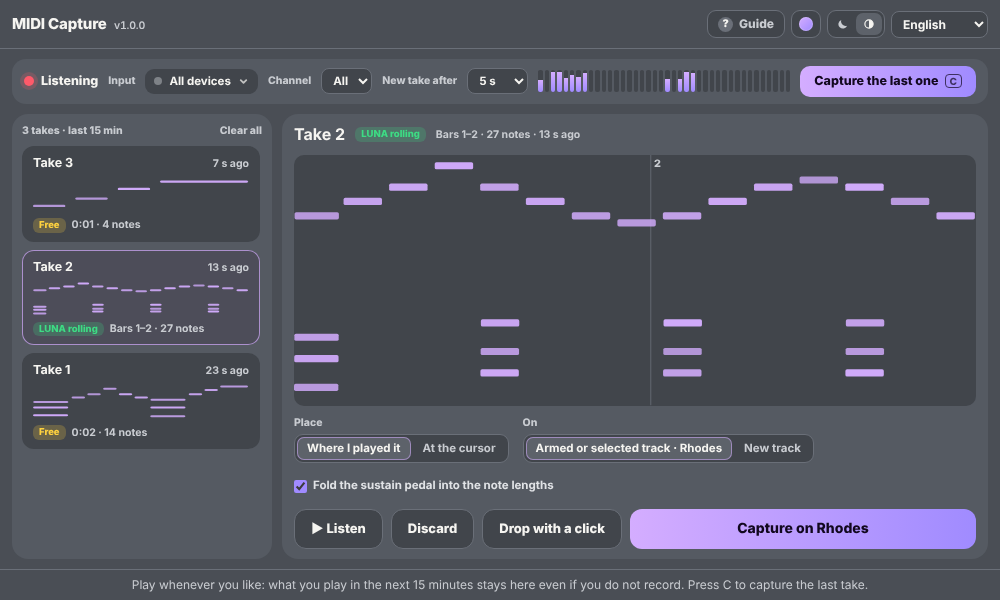 MIDI Capture v1.0.0
? Guide
English
Listening Input All devices Channel All New take after 5 s Capture the last one C
3 takes · last 15 min Clear all
Take 3 7 s ago
Free 0:01 · 4 notes
Take 2 13 s ago
LUNA rolling Bars 1–2 · 27 notes
Take 1 23 s ago
Free 0:02 · 14 notes
Take 2 LUNA rolling Bars 1–2 · 27 notes · 13 s ago
2
Place On
Where I played it At the cursor Armed or selected track · Rhodes New track
Fold the sustain pedal into the note lengths
▶ Listen Discard Drop with a click Capture on Rhodes
Play whenever you like: what you play in the next 15 minutes stays here even if you do not record. Press C to capture the last take.